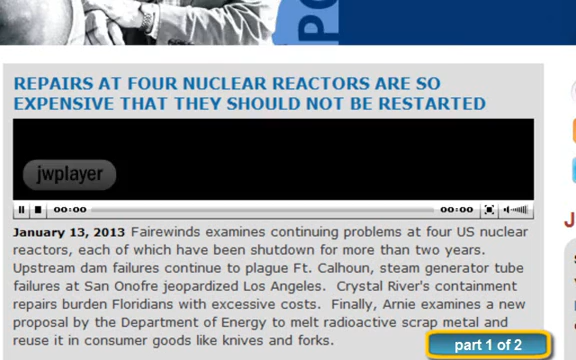 PO
REPAIRS AT FOUR NUCLEAR REACTORS ARE SO
EXPENSIVE THAT THEY SHOULD NOT BE RESTARTED
jwplayer
00:00 00:00
January 13, 2013 Fairewinds examines continuing problems at four US nuclear
reactors, each of which have been shutdown for more than two years.
Upstream dam failures continue to plague Ft. Calhoun, steam generator tube
failures at San Onofre jeopardized Los Angeles. Crystal River's containment
repairs burden Floridians with excessive costs. Finally, Arnie examines a new
proposal by the Department of Energy to melt radioactive scrap metal and
reuse it in consumer goods like knives and forks.
part 1 of 2
J